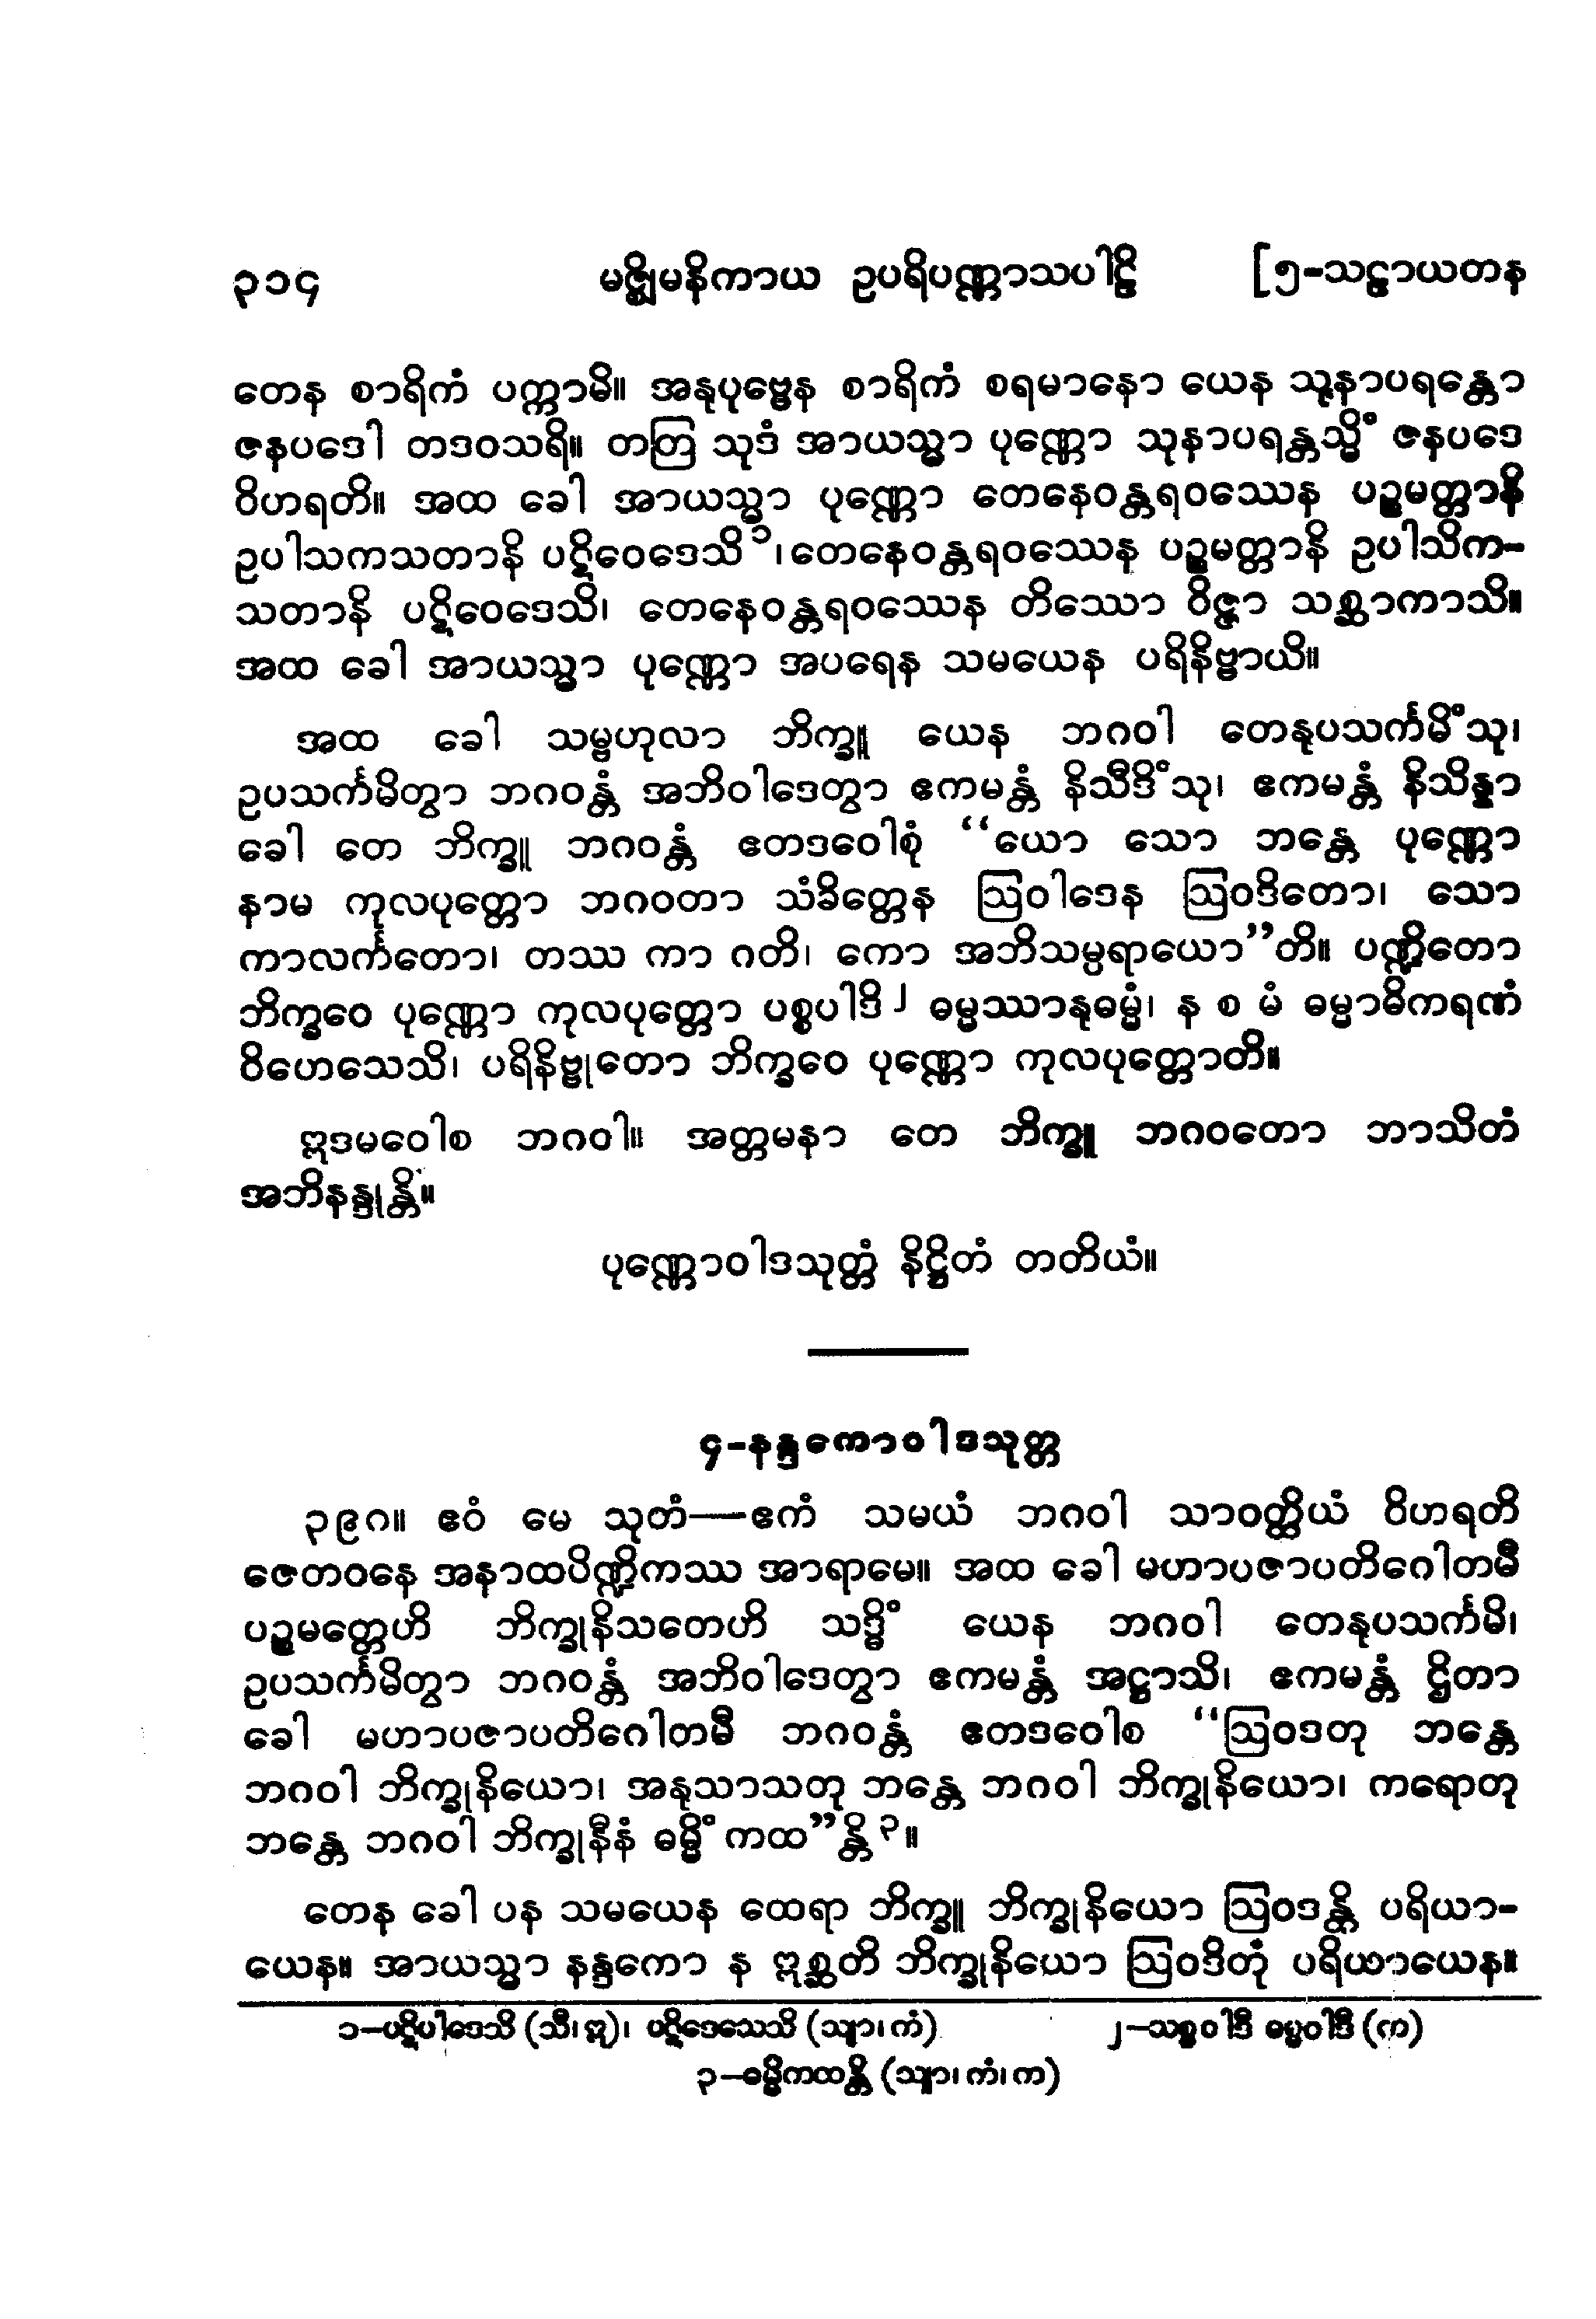 ၃၁၄ မဇ္ဈိမနိကာယ ဥပရိပဏ္ဏာသပါဠိ [၅-သဠာယတန
တေန စာရိကံ ပက္ကာမိ။ အနုပုဗ္ဗေန စာရိကံ စရမာနော ယေန သုနာပရန္တော
ဇနပဒေါ တဒဝသရိ။ တတြ သုဒံ အာယသ္မာ ပုဏ္ဏော သုနာပရန္တသ္မိံ ဇနပဒေ
ဝိဟရတိ။ အထ ခေါ အာယသ္မာ ပုဏ္ဏော တေနေဝန္တရဝဿေန ပဉ္စမတ္တာနိ
ဥပါသကသတာနိ ပဋိဝေဒေသိ ၁၊ တေနေဝန္တရဝဿေန ပဉ္စမတ္တာနိ ဥပါသိက-
သတာနိ ပဋိဝေဒေသိ၊ တေနေဝန္တရဝဿေန တိဿော ဝိဇ္ဇာ သစ္ဆာကာသိ။
အထ ခေါ အာယသ္မာ ပုဏ္ဏော အပရေန သမယေန ပရိနိဗ္ဗာယိ။
အထ ခေါ သမ္ဗဟုလာ ဘိက္ခူ ယေန ဘဂဝါ တေနုပသင်္ကမိံသု၊
ဥပသင်္ကမိတွာ ဘဂဝန္တံ အဘိဝါဒေတွာ ဧကမန္တံ နိသီဒိံသု၊ ဧကမန္တံ နိသိန္နာ
ခေါ တေ ဘိက္ခူ ဘဂဝန္တံ ဧတဒဝေါစုံ “ယော သော ဘန္တေ ပုဏ္ဏော
နာမ ကုလပုတ္တော ဘဂဝတာ သံခိတ္တေန ဩဝါဒေန ဩဝဒိတော၊ သော
ကာလင်္ကတော၊ တဿ ကာ ဂတိ၊ ကော အဘိသမ္ပရာယော”တိ။ ပဏ္ဍိတော
ဘိက္ခဝေ ပုဏ္ဏော ကုလပုတ္တော ပစ္စပါဒိ ၂ ဓမ္မဿာနုဓမ္မံ၊ န စ မံ ဓမ္မာဓိကရဏံ
ဝိဟေသေသိ၊ ပရိနိဗ္ဗုတော ဘိက္ခဝေ ပုဏ္ဏော ကုလပုတ္တောတိ။
ဣဒမဝေါစ ဘဂဝါ။ အတ္တမနာ တေ ဘိက္ခူ ဘဂဝတော ဘာသိတံ
အဘိနန္ဒုန္တိ။
ပုဏ္ဏောဝါဒသုတ္တံ နိဋ္ဌိတံ တတိယံ။
၄-နန္ဒကောဝါဒသုတ္တ
၃၉၈။ ဧဝံ မေ သုတံ—ဧကံ သမယံ ဘဂဝါ သာဝတ္ထိယံ ဝိဟရတိ
ဇေတဝနေ အနာထပိဏ္ဍိကဿ အာရာမေ။ အထ ခေါ မဟာပဇာပတိဂေါတမီ
ပဉ္စမတ္တေဟိ ဘိက္ခုနိသတေဟိ သဒ္ဓိံ ယေန ဘဂဝါ တေနုပသင်္ကမိ၊
ဥပသင်္ကမိတွာ ဘဂဝန္တံ အဘိဝါဒေတွာ ဧကမန္တံ အဋ္ဌာသိ၊ ဧကမန္တံ ဌိတာ
ခေါ မဟာပဇာပတိဂေါတမီ ဘဂဝန္တံ ဧတဒဝေါစ “ဩဝဒတု ဘန္တေ
ဘဂဝါ ဘိက္ခုနိယော၊ အနုသာသတု ဘန္တေ ဘဂဝါ ဘိက္ခုနိယော၊ ကရောတု
ဘန္တေ ဘဂဝါ ဘိက္ခုနီနံ ဓမ္မိံ ကထ”န္တိ ၃။
တေန ခေါ ပန သမယေန ထေရာ ဘိက္ခူ ဘိက္ခုနိယော ဩဝဒန္တိ ပရိယာ-
ယေန။ အာယသ္မာ နန္ဒကော န ဣစ္ဆတိ ဘိက္ခုနိယော ဩဝဒိတုံ ပရိယာယေန။
၁—ပဋိပါဒေသိ (သီ၊ဣ)၊ ပဋိဒေသေသိ (သျာ၊ကံ) ၂—သစ္စဝါဒီ ဓမ္မဝါဒီ (က)
၃—ဓမ္မိကထန္တိ (သျာ၊ကံ၊က)